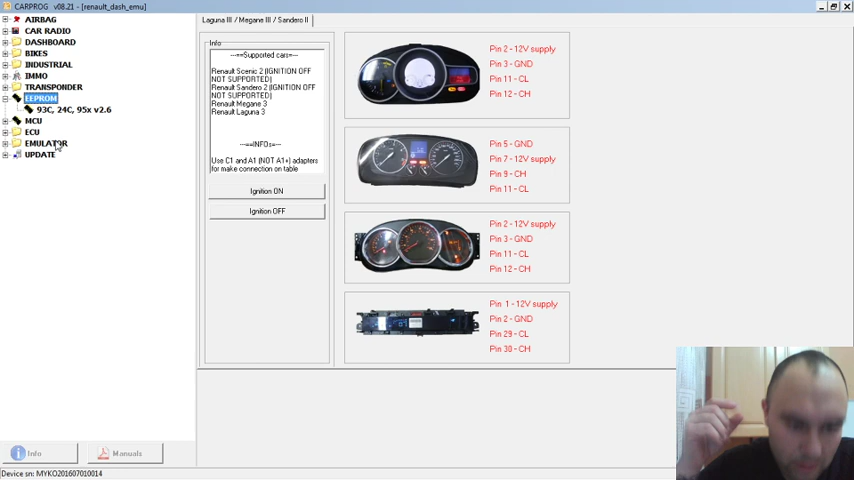 CARPROG v08.21 - [renault_dash_emu]
AIRBAG
CAR RADIO
DASHBOARD
BIKES
INDUSTRIAL
IMMO
TRANSPONDER
EEPROM
93C, 24C, 95x v2.6
MCU
ECU
EMULATOR
UPDATE
Laguna III / Megane III / Sandero II
Info
---==Supported cars==---
Renault Scenic 2 (IGNITION OFF
NOT SUPPORTED)
Renault Sandero 2 (IGNITION OFF
NOT SUPPORTED)
Renault Megane 3
Renault Laguna 3
---==INFO==---
Use C1 and A1 (NOT A1+) adapters
for make connection on table
Ignition ON
Ignition OFF
Pin 2 - 12V supply
Pin 3 - GND
Pin 11 - CL
Pin 12 - CH
Pin 5 - GND
Pin 7 - 12V supply
Pin 9 - CH
Pin 11 - CL
Pin 2 - 12V supply
Pin 3 - GND
Pin 11 - CL
Pin 12 - CH
Pin 1 - 12V supply
Pin 2 - GND
Pin 29 - CL
Pin 30 - CH
Info
Manuals
Device sn: MYKO201607010014